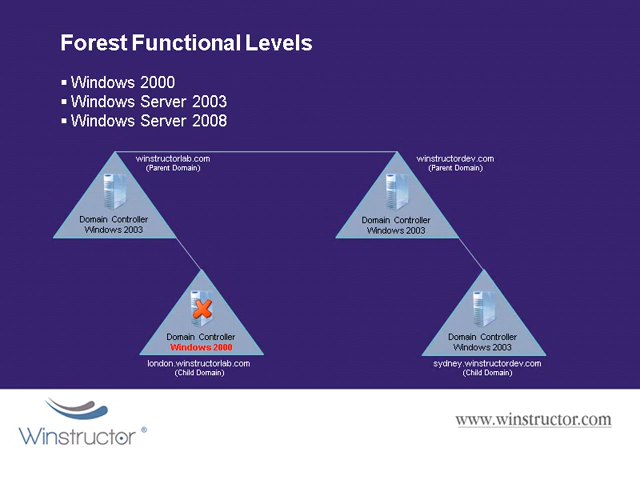 Forest Functional Levels
▪ Windows 2000
▪ Windows Server 2003
▪ Windows Server 2008
winstructorlab.com
(Parent Domain)
winstructordev.com
(Parent Domain)
Domain Controller
Windows 2003
Domain Controller
Windows 2003
Domain Controller
Windows 2000
Domain Controller
Windows 2003
london.winstructorlab.com
(Child Domain)
sydney.winstructordev.com
(Child Domain)
Winstructor®
www.winstructor.com